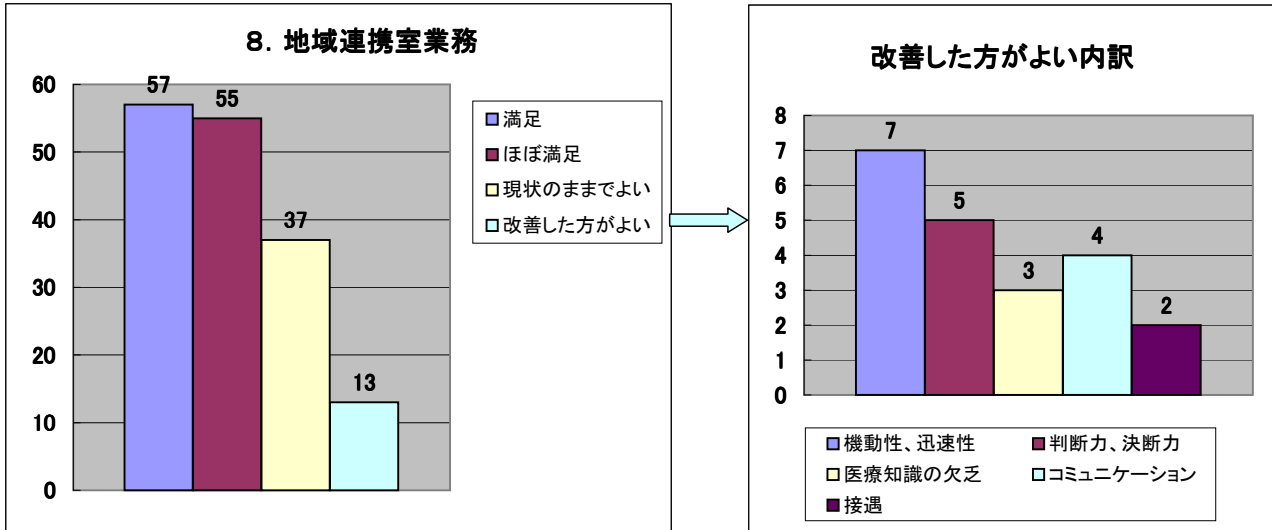 8. 地域連携室業務
60
50
40
30
20
10
0
57
55
37
13
満足
ほぼ満足
現状のままでよい
改善した方がよい
改善した方がよい内訳
8
7
6
5
4
3
2
1
0
7
5
3
4
2
機動性、迅速性
判断力、決断力
医療知識の欠乏
コミュニケーション
接遇